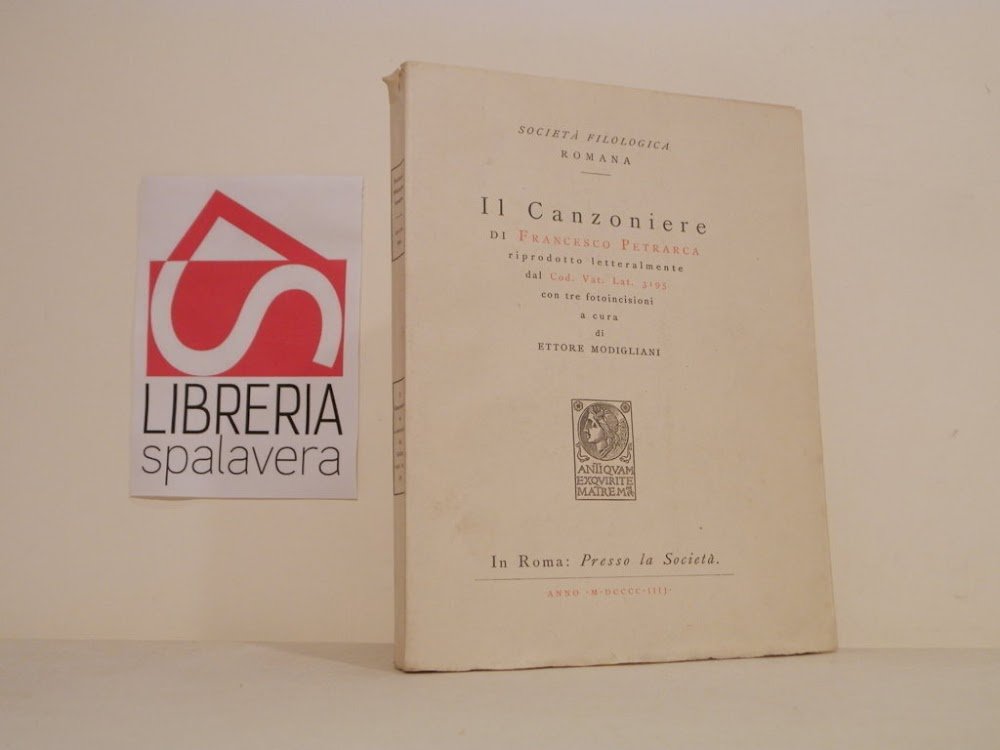 LIBRERIA
spalavera
SOCIETÀ FILOLOGICA
ROMANA
Il Canzoniere
DI FRANCESCO PETRARCA
riprodotto letteralmente
dal Cod. Vat. Lat. 3195
con tre fotoincisioni
a cura
di
ETTORE MODIGLIANI
ANTIQVAM
EXQVIRITE
MATREM
In Roma: Presso la Società.
ANNO ·M·DCCCC·IIIJ·